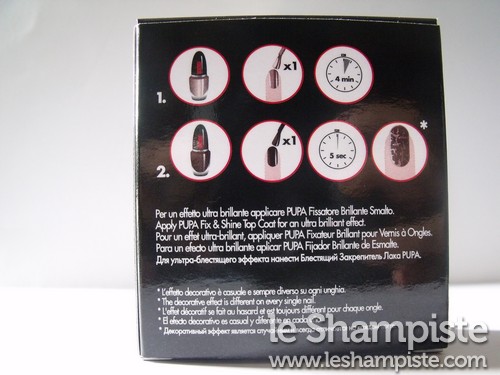 x1
4 min
1.
x1
5 sec
*
2.
Per un effetto ultra brillante applicare PUPA Fissatore Brillante Smalto.
Apply PUPA Fix & Shine Top Coat for an ultra brilliant effect.
Pour un effet ultra-brillant, appliquer PUPA Fixateur Brillant pour Vernis à Ongles.
Para un efecto ultra brillante aplicar PUPA Fijador Brillante de Esmalte.
Для ультра-блестящего эффекта нанести Блестящий Закрепитель Лака PUPA.
* L'effetto decorativo è casuale e sempre diverso su ogni unghia.
* The decorative effect is different on every single nail.
* L'effet décoratif se fait au hasard et est toujours différent pour chaque ongle.
* El efecto decorativo es casual y diferente en cada
* Декоративный эффект является случайным
le Shampiste
www.leshampiste.com